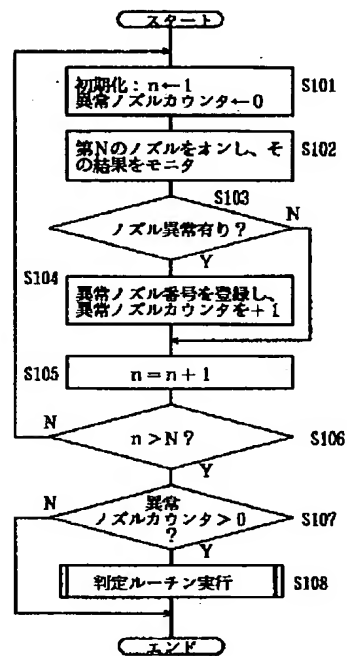 スタート
初期化：n←1
異常ノズルカウンタ←0
S101
第Nのノズルをオンし、そ
の結果をモニタ
S102
S103
ノズル異常有り？
N
Y
S104
異常ノズル番号を登録し、
異常ノズルカウンタを＋1
S105
n＝n＋1
N
n＞N？
S106
Y
N
異常
ノズルカウンタ＞0
？
S107
Y
判定ルーチン実行
S108
エンド